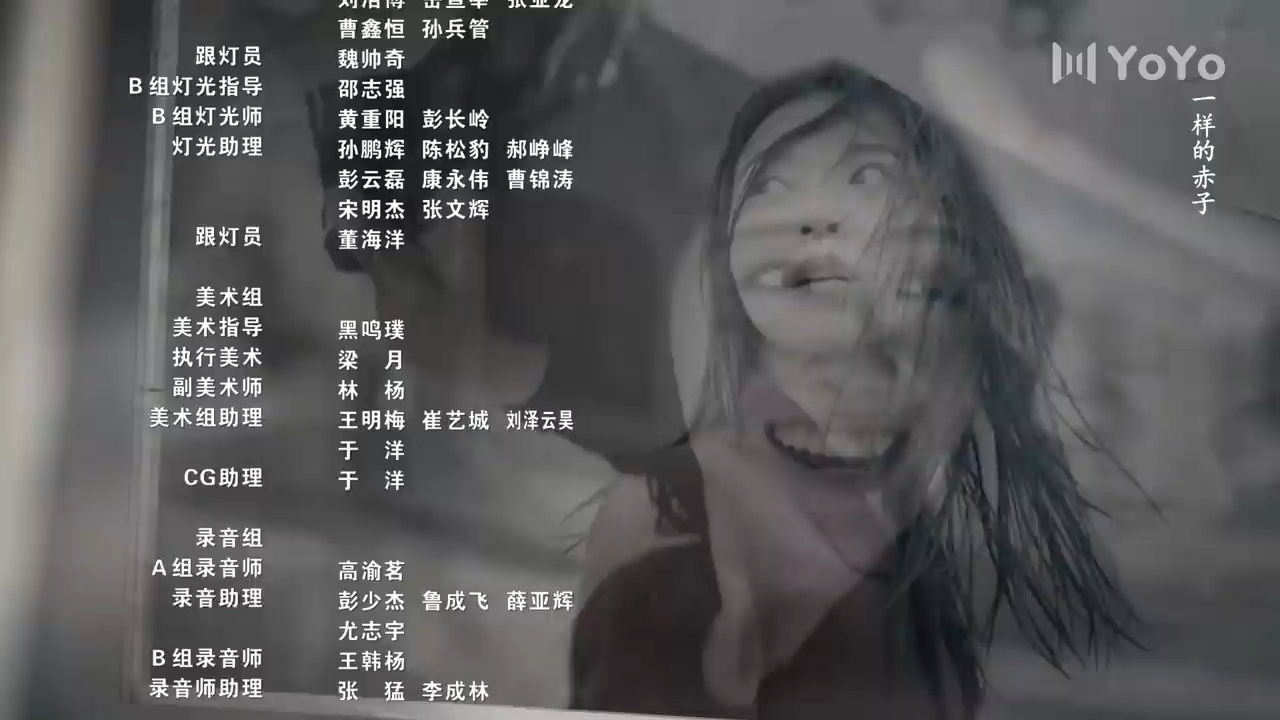 曹鑫恒 孙兵管
跟灯员 魏帅奇
B组灯光指导 邵志强
B组灯光师 黄重阳 彭长岭
灯光助理 孙鹏辉 陈松豹 郝峥峰
彭云磊 康永伟 曹锦涛
宋明杰 张文辉
跟灯员 董海洋
美术组
美术指导 黑鸣璞
执行美术 梁 月
副美术师 林 杨
美术组助理 王明梅 崔艺城 刘泽云昊
于 洋
CG助理 于 洋
录音组
A组录音师 高渝茗
录音助理 彭少杰 鲁成飞 薛亚辉
尤志宇
B组录音师 王韩杨
录音师助理 张 猛 李成林
YoYo
一样的赤子